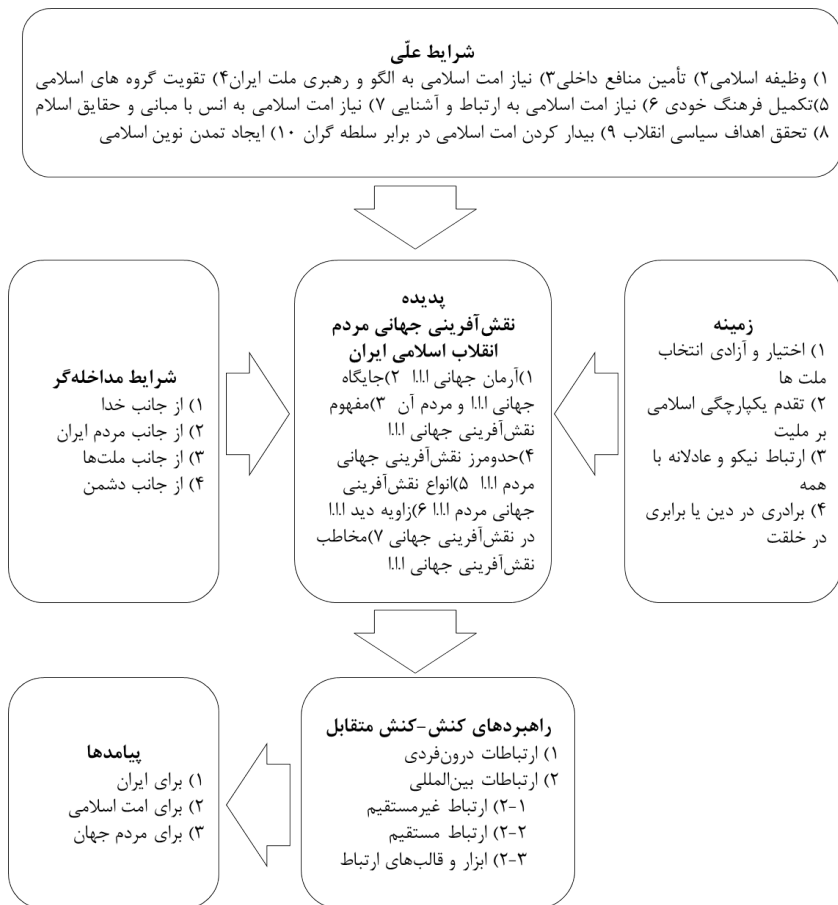 شرایط علّی
۱) وظیفه اسلامی۲) تأمین منافع داخلی۳) نیاز امت اسلامی به الگو و رهبری ملت ایران۴) تقویت گروه های اسلامی
۵)تکمیل فرهنگ خودی ۶) نیاز امت اسلامی به ارتباط و آشنایی ۷) نیاز امت اسلامی به انس با مبانی و حقایق اسلام
۸) تحقق اهداف سیاسی انقلاب ۹) بیدار کردن امت اسلامی در برابر سلطه گران ۱۰) ایجاد تمدن نوین اسلامی
زمینه
۱) اختیار و آزادی انتخاب
ملت ها
۲) تقدم یکپارچگی اسلامی
بر ملیت
۳) ارتباط نیکو و عادلانه با
همه
۴) برادری در دین یا برابری
در خلقت
پدیده
نقش‌آفرینی جهانی مردم
انقلاب اسلامی ایران
۱)آرمان جهانی ا.ا.ا ۲)جایگاه
جهانی ا.ا.ا و مردم آن ۳)مفهوم
نقش‌آفرینی جهانی ا.ا.ا
۴)حدومرز نقش‌آفرینی جهانی
مردم ا.ا.ا ۵)انواع نقش‌آفرینی
جهانی مردم ا.ا.ا ۶)زاویه دید ا.ا.ا
در نقش‌آفرینی جهانی ۷)مخاطب
نقش‌آفرینی جهانی ا.ا.ا
شرایط مداخله‌گر
۱) از جانب خدا
۲) از جانب مردم ایران
۳) از جانب ملت‌ها
۴) از جانب دشمن
راهبردهای کنش-کنش متقابل
۱) ارتباطات درون‌فردی
۲) ارتباطات بین‌المللی
۲-۱) ارتباط غیرمستقیم
۲-۲) ارتباط مستقیم
۲-۳) ابزار و قالب‌های ارتباط
پیامدها
۱) برای ایران
۲) برای امت اسلامی
۳) برای مردم جهان